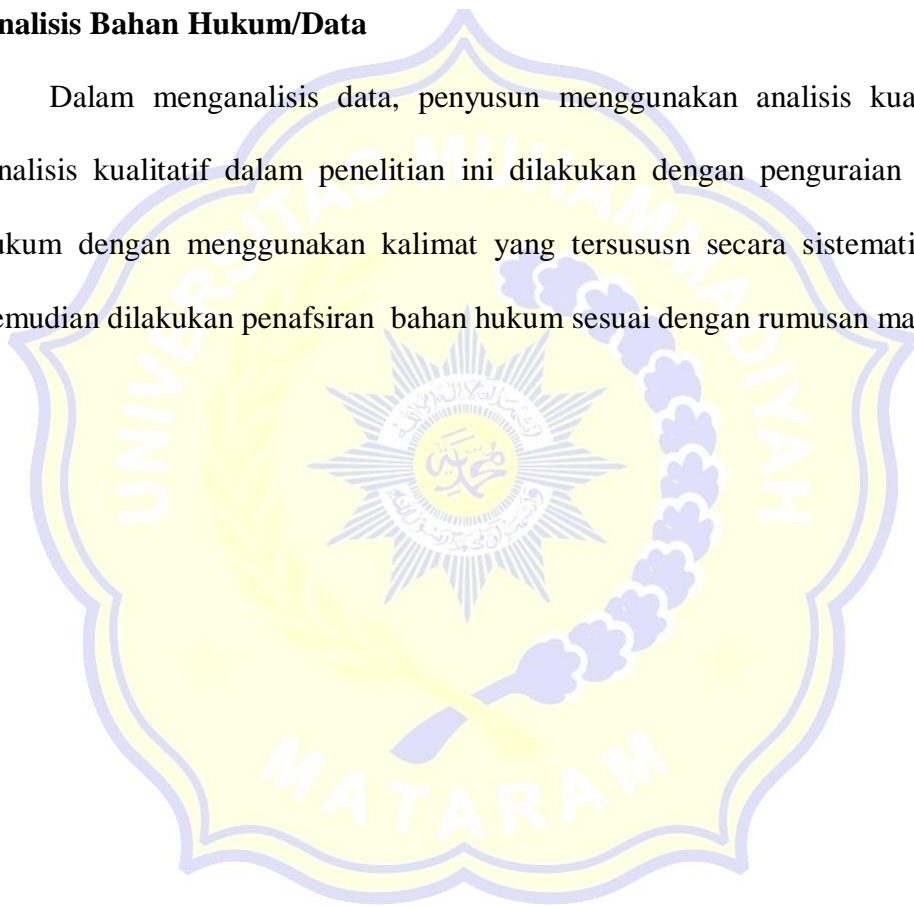 nalisis Bahan Hukum/Data
Dalam menganalisis data, penyusun menggunakan analisis kua
nalisis kualitatif dalam penelitian ini dilakukan dengan penguraian
ukum dengan menggunakan kalimat yang tersususn secara sistemati
emudian dilakukan penafsiran bahan hukum sesuai dengan rumusan ma
UNIVERSITAS MUHAMMADIYAH
MATARAM